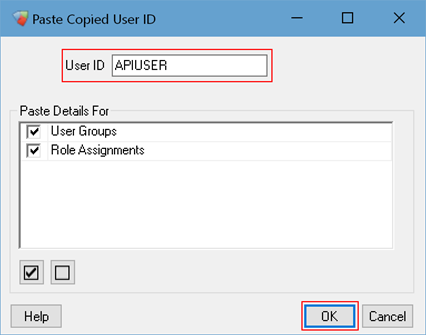 Paste Copied User ID
User ID APIUSER
Paste Details For
User Groups
Role Assignments
Help OK Cancel